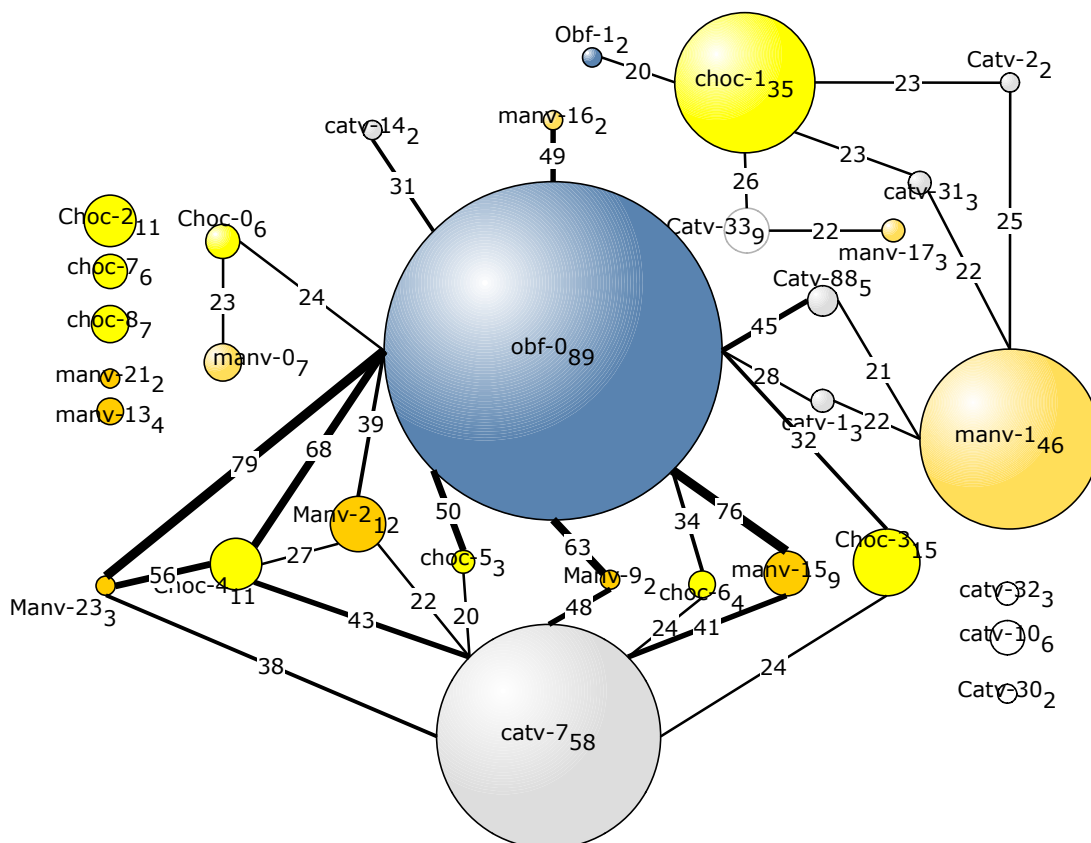 Obf-1₂
20
choc-1₃₅
23
Catv-2₂
catv-14₂
manv-16₂
49
31
26
23
catv-31₃
Choc-2₁₁
Choc-0₆
Catv-33₉
22
manv-17₃
25
choc-7₆
23
24
Catv-88₅
22
45
choc-8₇
manv-0₇
obf-0₈₉
28
21
manv-21₂
manv-13₄
39
catv-1₃
22
manv-1₄₆
79
68
32
Manv-2₁₂
50
76
34
27
choc-5₃
63
Choc-3₁₅
56
Choc-4₁₁
Manv-9₂
choc-6₄
manv-15₉
catv-32₃
Manv-23₃
43
22
20
48
24
41
catv-10₆
38
24
Catv-30₂
catv-7₅₈